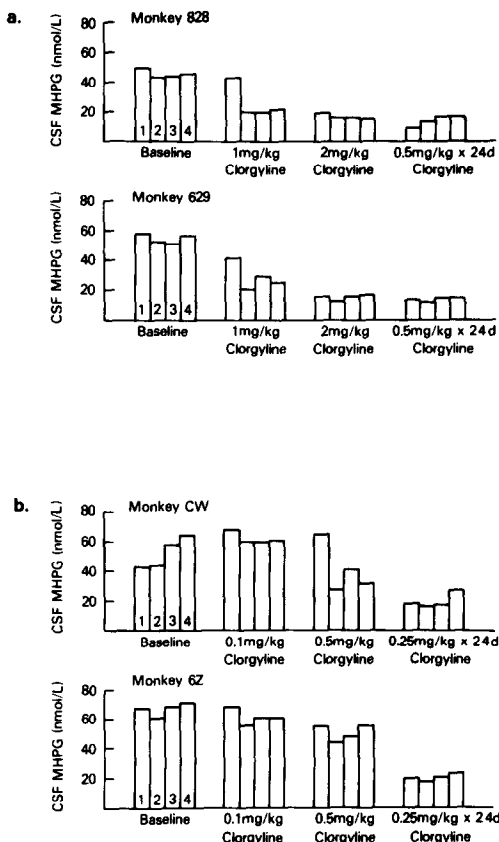 a.
Monkey 828
CSF MHPG (nmol/L)
60
40
20
1 2 3 4
Baseline
1mg/kg
Clorgyline
2mg/kg
Clorgyline
0.5mg/kg x 24d
Clorgyline
Monkey 629
CSF MHPG (nmol/L)
80
60
40
20
1 2 3 4
Baseline
1mg/kg
Clorgyline
2mg/kg
Clorgyline
0.5mg/kg x 24d
Clorgyline
b.
Monkey CW
CSF MHPG (nmol/L)
80
60
40
20
1 2 3 4
Baseline
0.1mg/kg
Clorgyline
0.5mg/kg
Clorgyline
0.25mg/kg x 24d
Clorgyline
Monkey 6Z
CSF MHPG (nmol/L)
80
60
40
20
1 2 3 4
Baseline
0.1mg/kg
Clorgyline
0.5mg/kg
Clorgyline
0.25mg/kg x 24d
Clorgyline